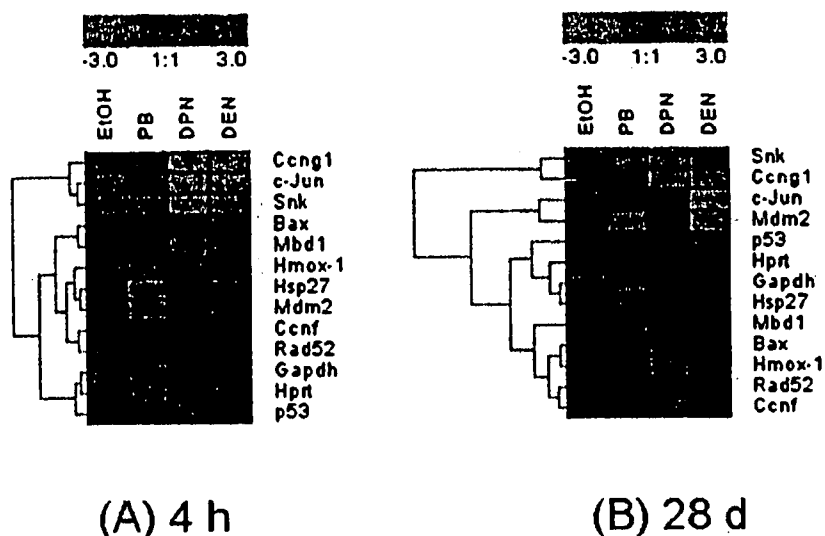 -3.0 1:1 3.0
EtOH PB DPN DEN
Ccng1
c-Jun
Snk
Bax
Mbd1
Hmox-1
Hsp27
Mdm2
Ccnf
Rad52
Gapdh
Hprt
p53
(A) 4 h
-3.0 1:1 3.0
EtOH PB DPN DEN
Snk
Ccng1
c-Jun
Mdm2
p53
Hprt
Gapdh
Hsp27
Mbd1
Bax
Hmox-1
Rad52
Ccnf
(B) 28 d